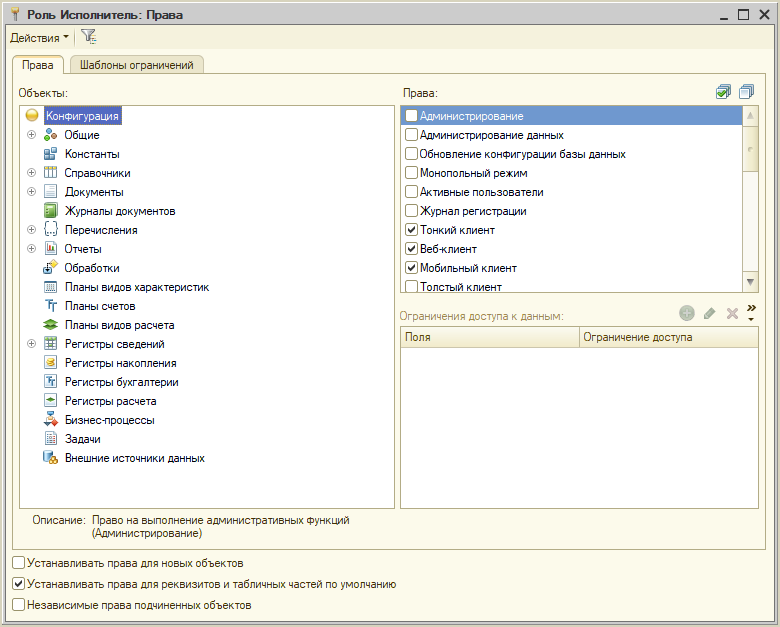 Роль Исполнитель: Права
Действия
Права
Шаблоны ограничений
Объекты:
Конфигурация
Общие
Константы
Справочники
Документы
Журналы документов
Перечисления
Отчеты
Обработки
Планы видов характеристик
Планы счетов
Планы видов расчета
Регистры сведений
Регистры накопления
Регистры бухгалтерии
Регистры расчета
Бизнес-процессы
Задачи
Внешние источники данных
Права:
Администрирование
Администрирование данных
Обновление конфигурации базы данных
Монопольный режим
Активные пользователи
Журнал регистрации
Тонкий клиент
Веб-клиент
Мобильный клиент
Толстый клиент
Ограничения доступа к данным:
Поля
Ограничение доступа
Описание: Право на выполнение административных функций
(Администрирование)
Устанавливать права для новых объектов
Устанавливать права для реквизитов и табличных частей по умолчанию
Независимые права подчиненных объектов